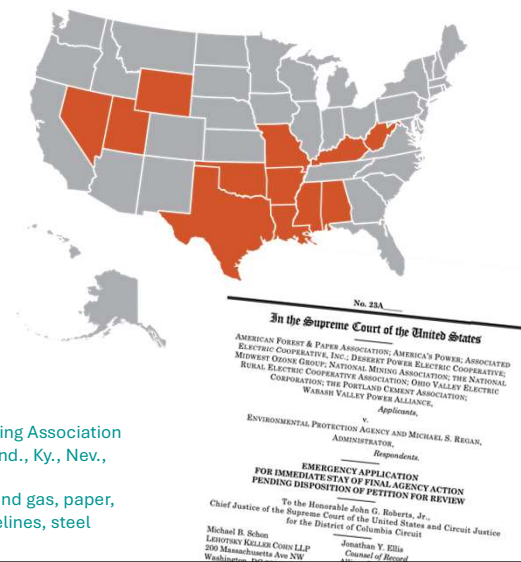 No. 23A____
In the Supreme Court of the United States
AMERICAN FOREST & PAPER ASSOCIATION; AMERICA'S POWER; ASSOCIATED
ELECTRIC COOPERATIVE, INC.; DESERET POWER ELECTRIC COOPERATIVE;
MIDWEST OZONE GROUP; NATIONAL MINING ASSOCIATION; THE NATIONAL
RURAL ELECTRIC COOPERATIVE ASSOCIATION; OHIO VALLEY ELECTRIC
CORPORATION; THE PORTLAND CEMENT ASSOCIATION;
WABASH VALLEY POWER ALLIANCE,
Applicants,
v.
ENVIRONMENTAL PROTECTION AGENCY AND MICHAEL S. REGAN,
ADMINISTRATOR,
Respondents.
EMERGENCY APPLICATION
FOR IMMEDIATE STAY OF FINAL AGENCY ACTION
PENDING DISPOSITION OF PETITION FOR REVIEW
To the Honorable John G. Roberts, Jr.,
Chief Justice of the Supreme Court of the United States and Circuit Justice
for the District of Columbia Circuit
Michael B. Schon
LEHOTSKY KELLER COHN LLP
200 Massachusetts Ave NW
Jonathan Y. Ellis
Counsel of Record
ing Association
nd., Ky., Nev.,
nd gas, paper,
elines, steel